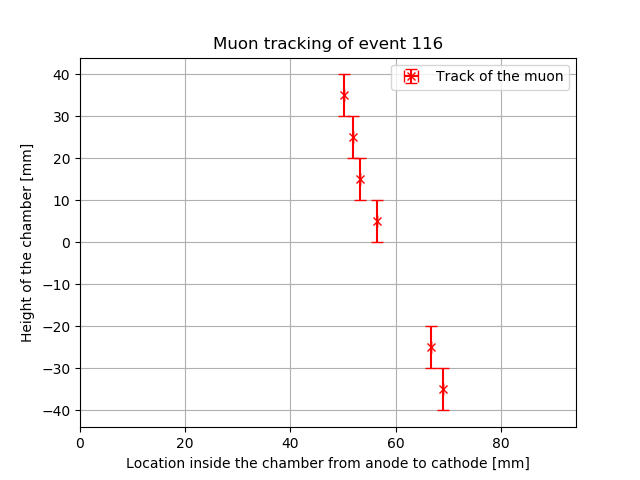 Muon tracking of event 116
Track of the muon
40
30
20
10
0
−10
−20
−30
−40
Height of the chamber [mm]
0 20 40 60 80
Location inside the chamber from anode to cathode [mm]